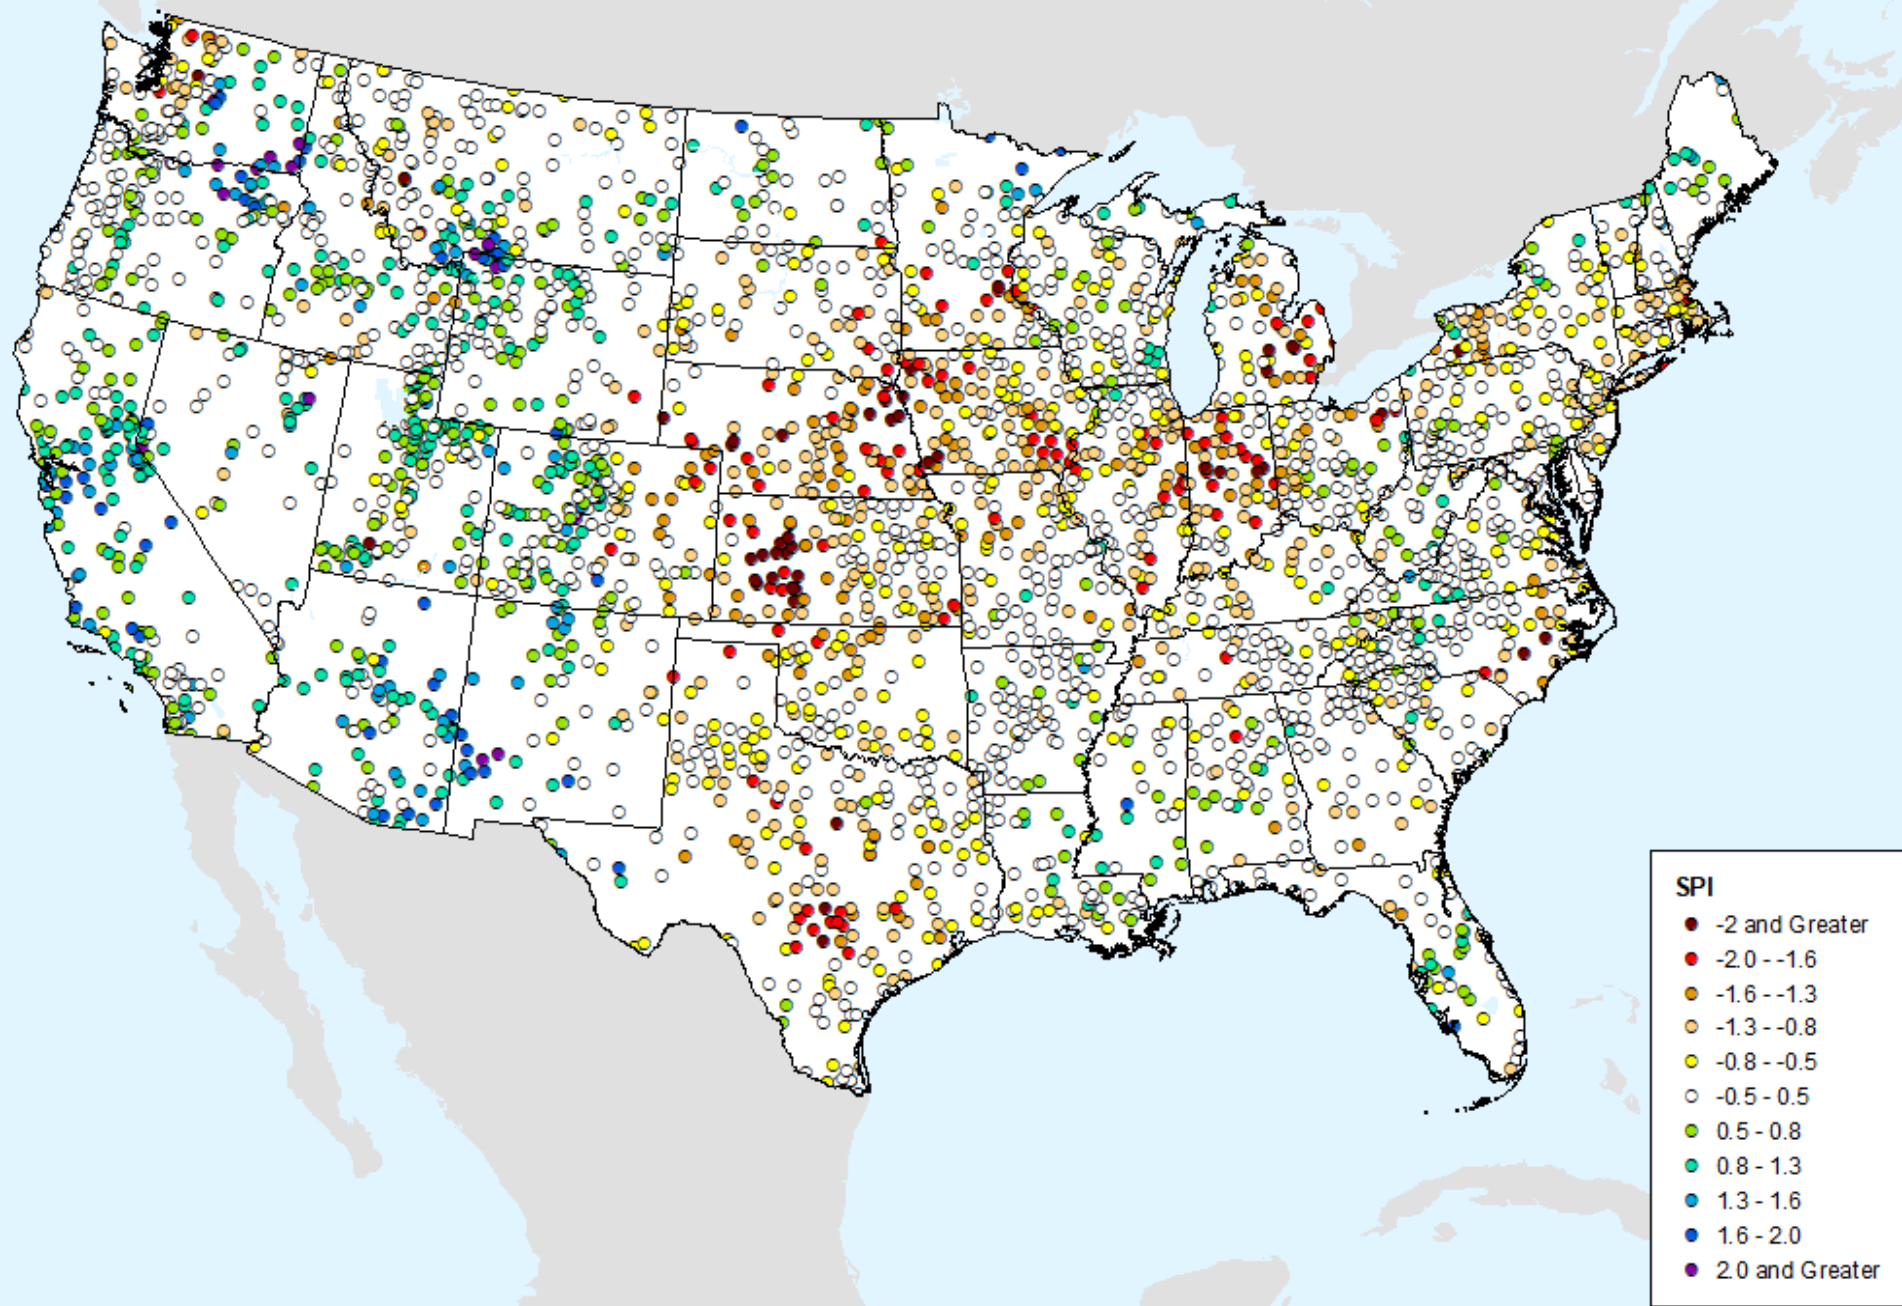 SPI
-2 and Greater
-2.0 - -1.6
-1.6 - -1.3
-1.3 - -0.8
-0.8 - -0.5
-0.5 - 0.5
0.5 - 0.8
0.8 - 1.3
1.3 - 1.6
1.6 - 2.0
2.0 and Greater